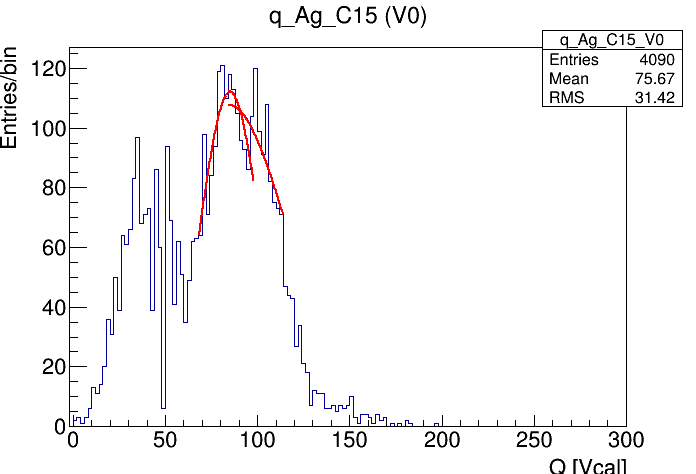 q_Ag_C15 (V0)
q_Ag_C15_V0
Entries 4090
Mean 75.67
RMS 31.42
Entries/bin
120
100
80
60
40
20
0
0 50 100 150 200 250 300
Q [Vcal]